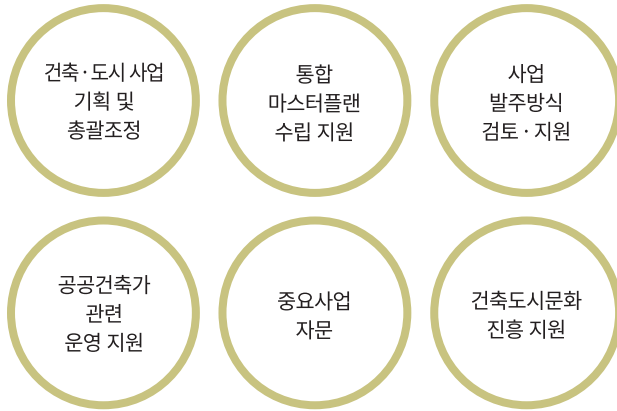 건축·도시 사업
기획 및
총괄조정
통합
마스터플랜
수립 지원
사업
발주방식
검토·지원
공공건축가
관련
운영 지원
중요사업
자문
건축도시문화
진흥 지원